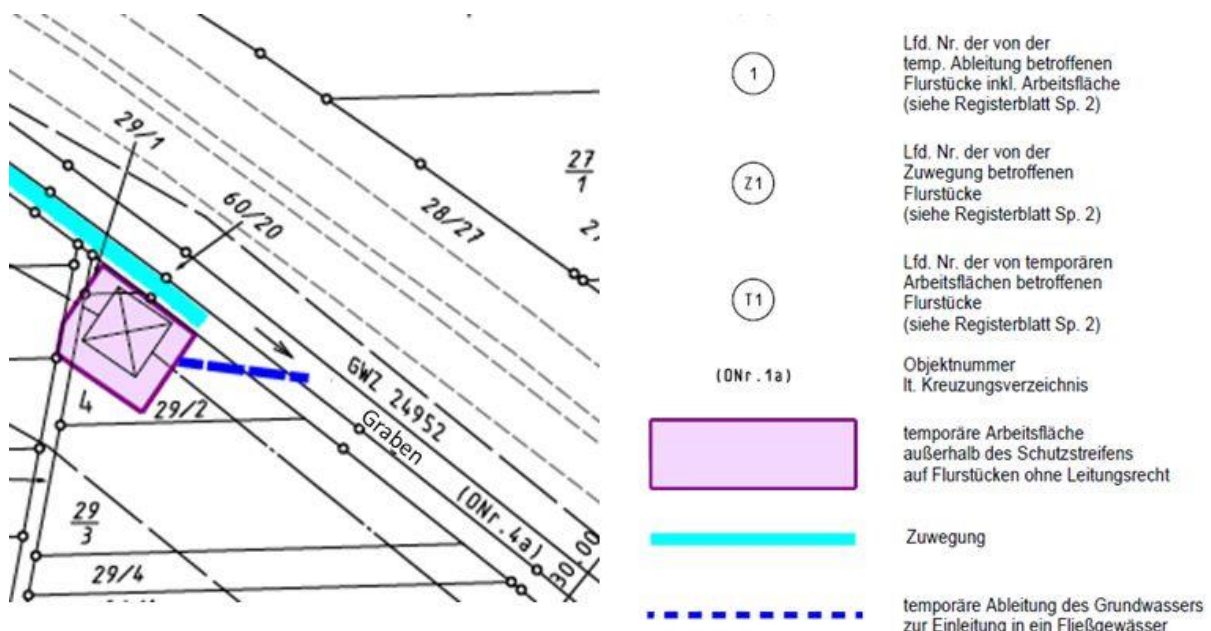 29/1
60/20
28/27
27
1
GWZ 24952
Graben
4
29/2
(ONr. 4a)
30,00
29
3
29/4
1
Lfd. Nr. der von der
temp. Ableitung betroffenen
Flurstücke inkl. Arbeitsfläche
(siehe Registerblatt Sp. 2)
Z1
Lfd. Nr. der von der
Zuwegung betroffenen
Flurstücke
(siehe Registerblatt Sp. 2)
T1
Lfd. Nr. der von temporären
Arbeitsflächen betroffenen
Flurstücke
(siehe Registerblatt Sp. 2)
(ONr. 1a)
Objektnummer
lt. Kreuzungsverzeichnis
temporäre Arbeitsfläche
außerhalb des Schutzstreifens
auf Flurstücken ohne Leitungsrecht
Zuwegung
temporäre Ableitung des Grundwassers
zur Einleitung in ein Fließgewässer